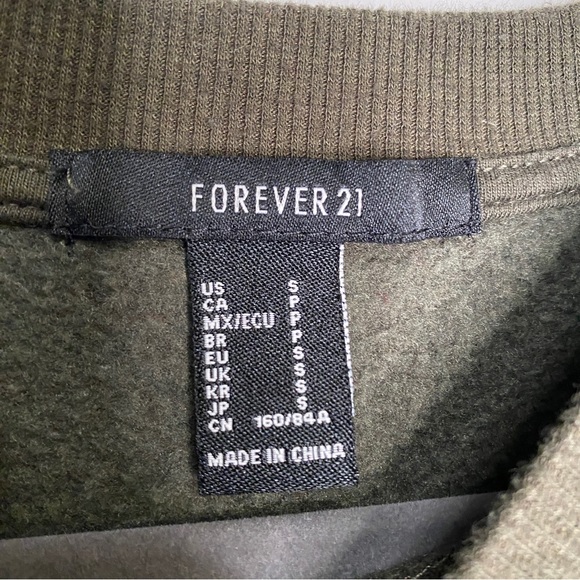 FOREVER 21
US S
CA P
MX/ECU P
BR P
EU S
UK S
KR S
JP S
CN 160/84A
MADE IN CHINA